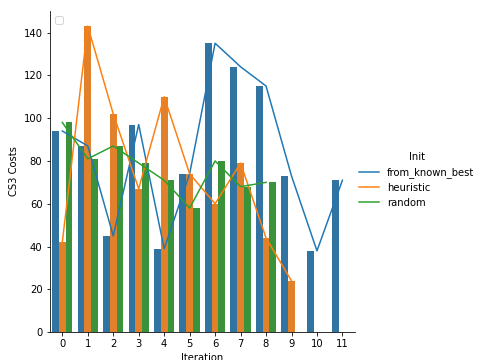 140
120
100
80
60
40
20
0
CS3 Costs
0 1 2 3 4 5 6 7 8 9 10 11
Iteration
Init
from_known_best
heuristic
random